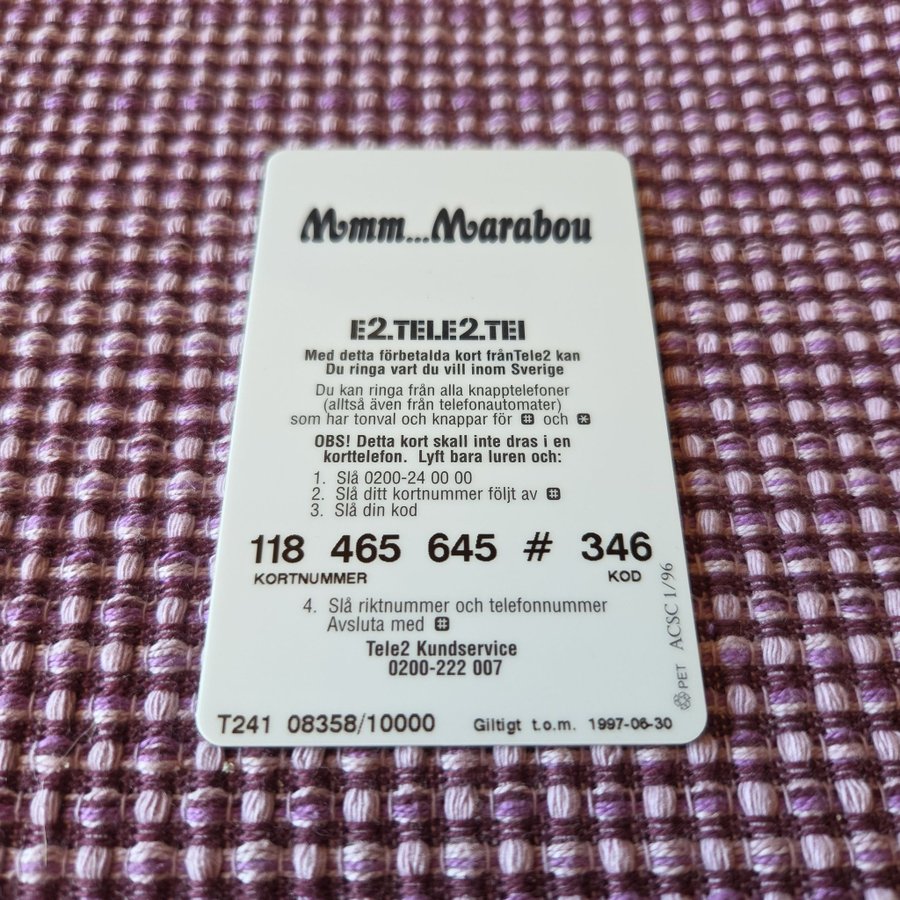 Mmm...Marabou
E2.TELE2.TEl
Med detta förbetalda kort frånTele2 kan
Du ringa vart du vill inom Sverige
Du kan ringa från alla knapptelefoner
(alltså även från telefonautomater)
som har tonval och knappar för # och *
OBS! Detta kort skall inte dras i en
korttelefon. Lyft bara luren och:
1. Slå 0200-24 00 00
2. Slå ditt kortnummer följt av #
3. Slå din kod
118 465 645 # 346
KORTNUMMER KOD
4. Slå riktnummer och telefonnummer
Avsluta med #
Tele2 Kundservice
0200-222 007
T241 08358/10000 Giltigt t.o.m. 1997-06-30
PET ACSC 1/96